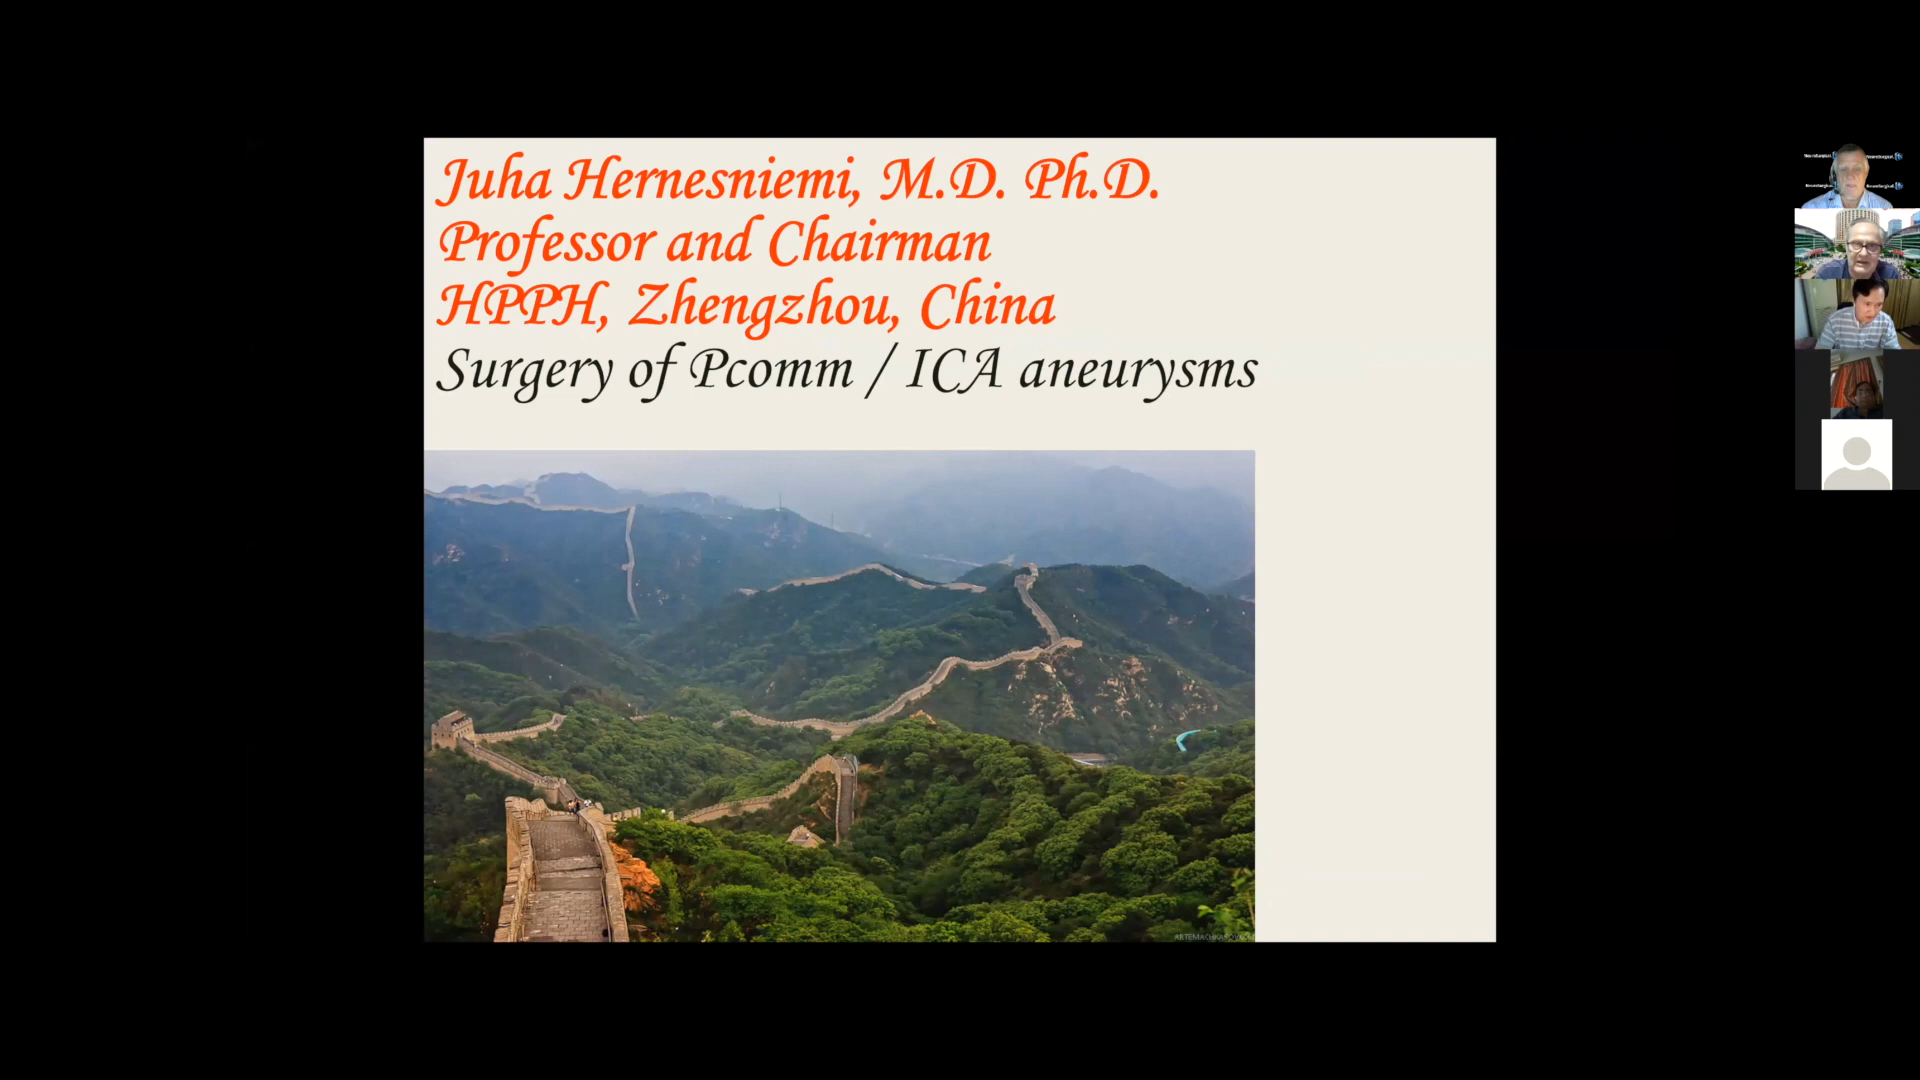 Juha Hernesniemi, M.D. Ph.D.
Professor and Chairman
HPPH, Zhengzhou, China
Surgery of Pcomm / ICA aneurysms